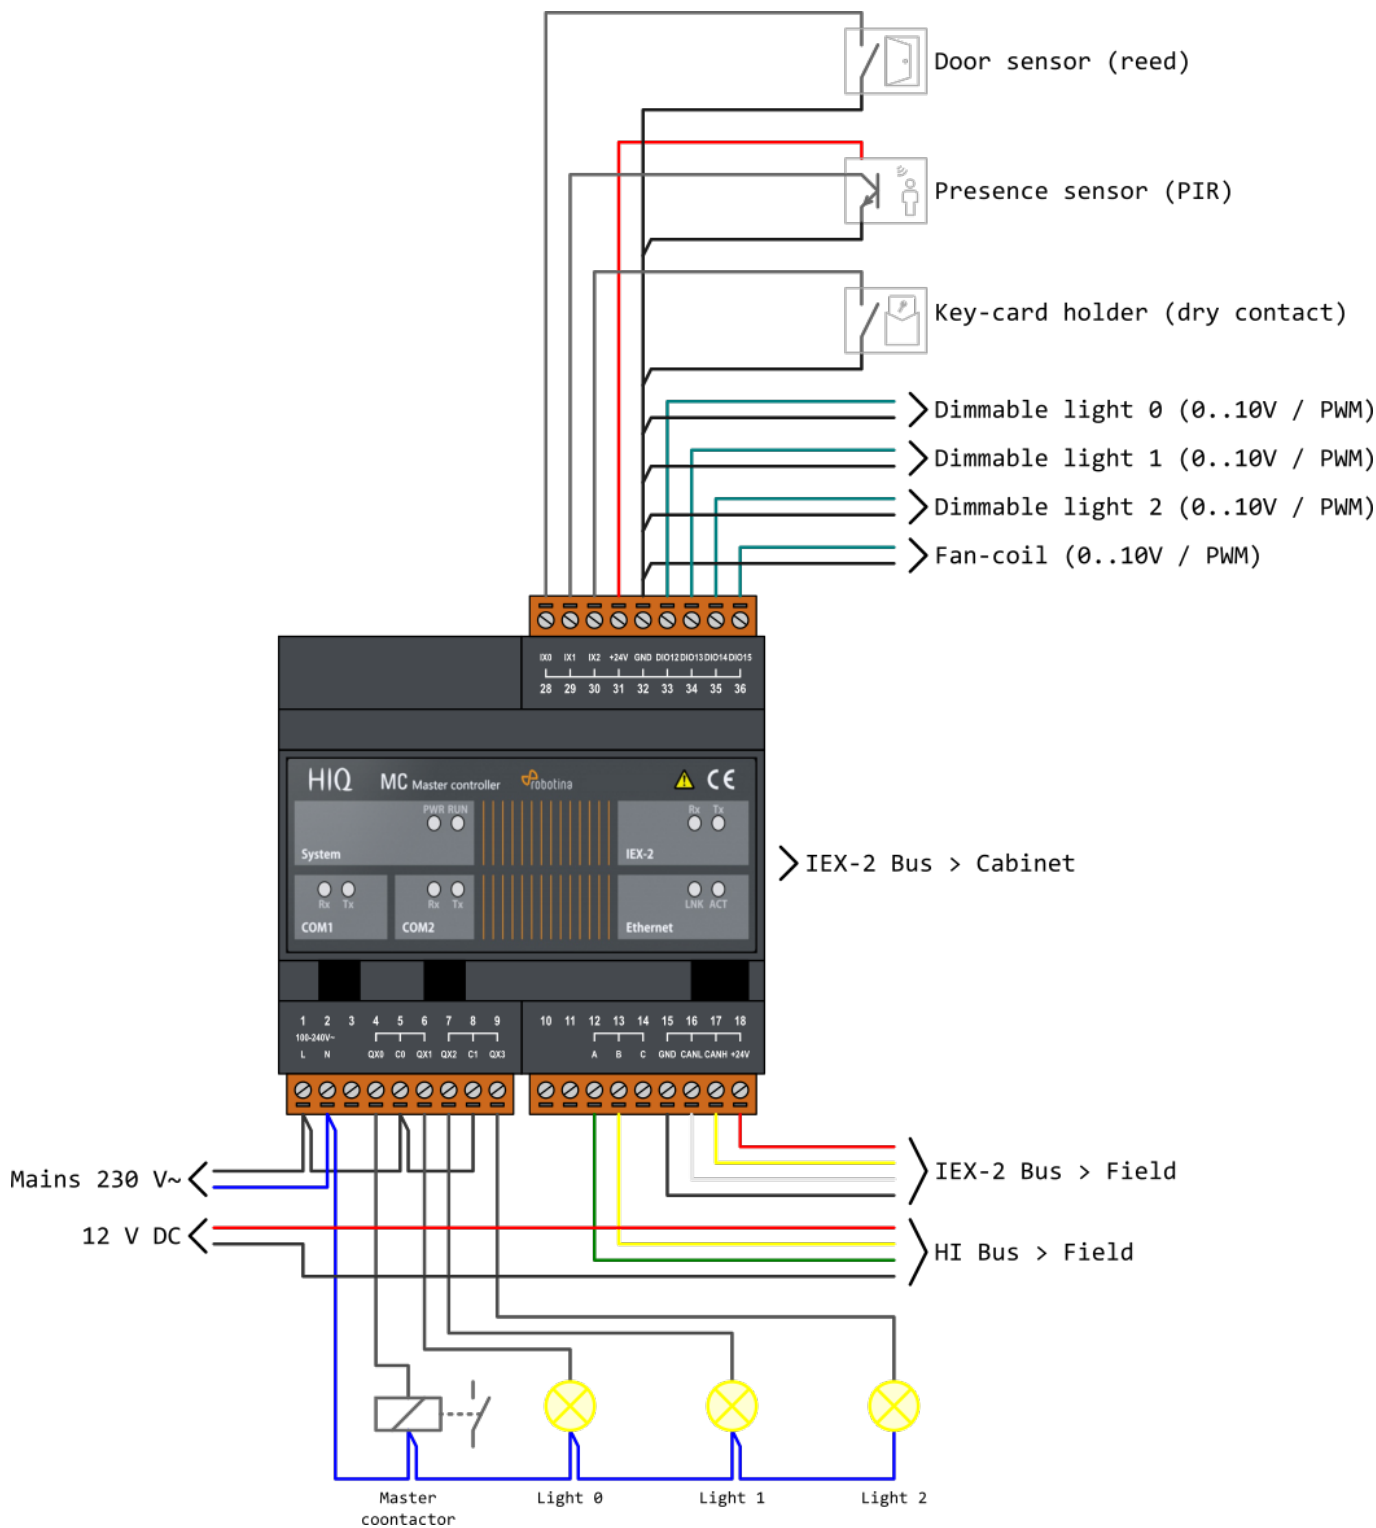 Door sensor (reed)
Presence sensor (PIR)
Key-card holder (dry contact)
Dimmable light 0 (0..10V / PWM)
Dimmable light 1 (0..10V / PWM)
Dimmable light 2 (0..10V / PWM)
Fan-coil (0..10V / PWM)
IX0 IX1 IX2 +24V GND DIO12 DIO13 DIO14 DIO15
28 29 30 31 32 33 34 35 36
HIQ MC Master controller robotina CE
PWR RUN
Rx Tx
System
IEX-2
IEX-2 Bus > Cabinet
Rx Tx
Rx Tx
LNK ACT
COM1
COM2
Ethernet
1 2 3 4 5 6 7 8 9
10 11 12 13 14 15 16 17 18
100-240V~
L N QX0 C0 QX1 QX2 C1 QX3
A B C GND CANL CANH +24V
Mains 230 V~
IEX-2 Bus > Field
12 V DC
HI Bus > Field
Master
coontactor
Light 0
Light 1
Light 2